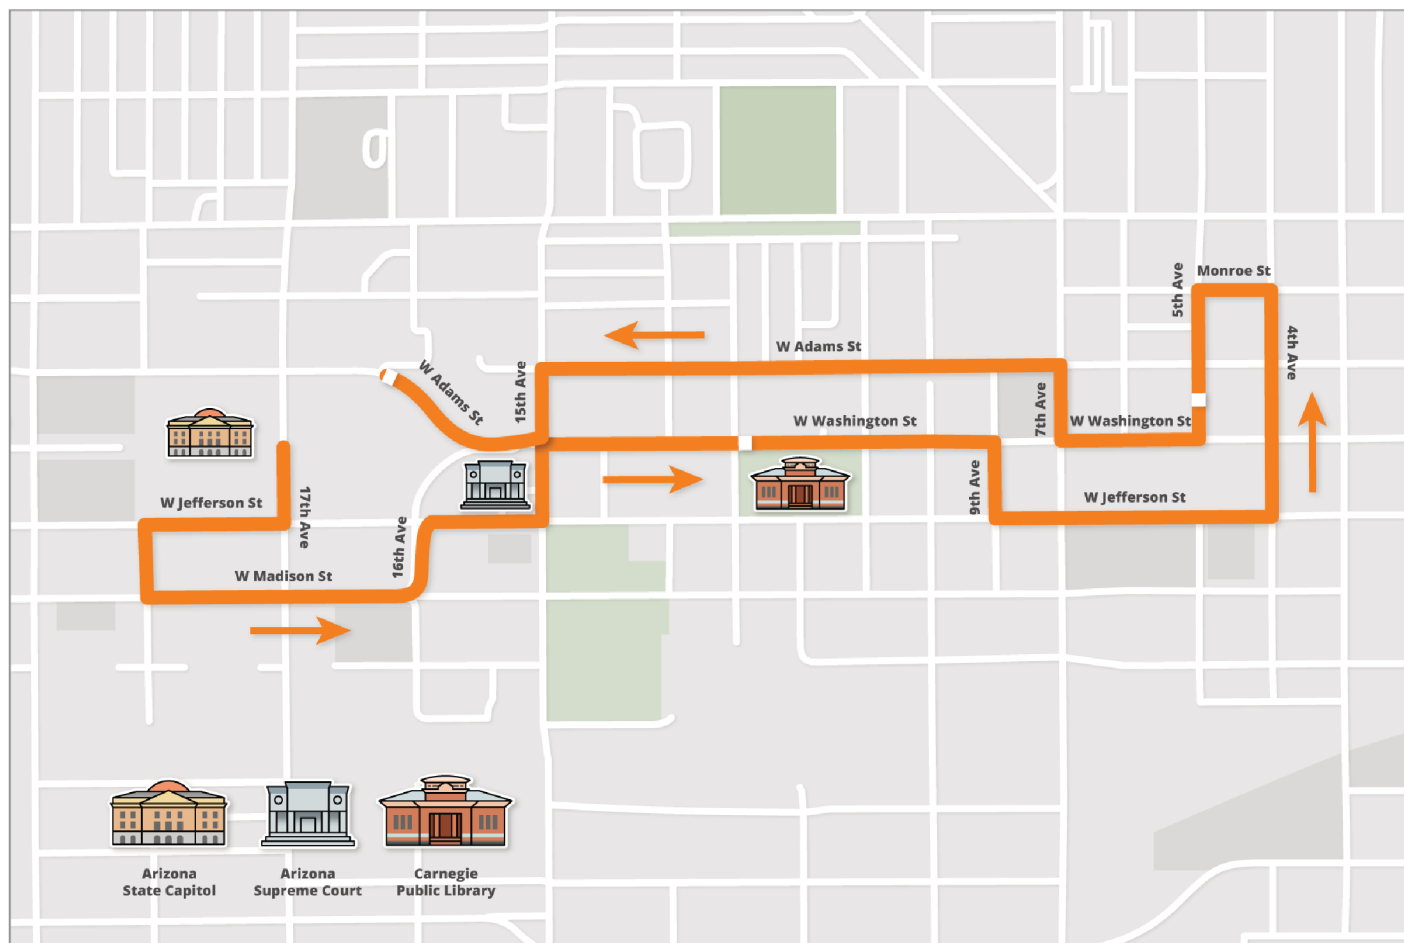 Monroe St
5th Ave
4th Ave
W Adams St
W Adams St
15th Ave
7th Ave
W Washington St
W Washington St
9th Ave
W Jefferson St
W Jefferson St
17th Ave
16th Ave
W Madison St
Arizona
State Capitol
Arizona
Supreme Court
Carnegie
Public Library